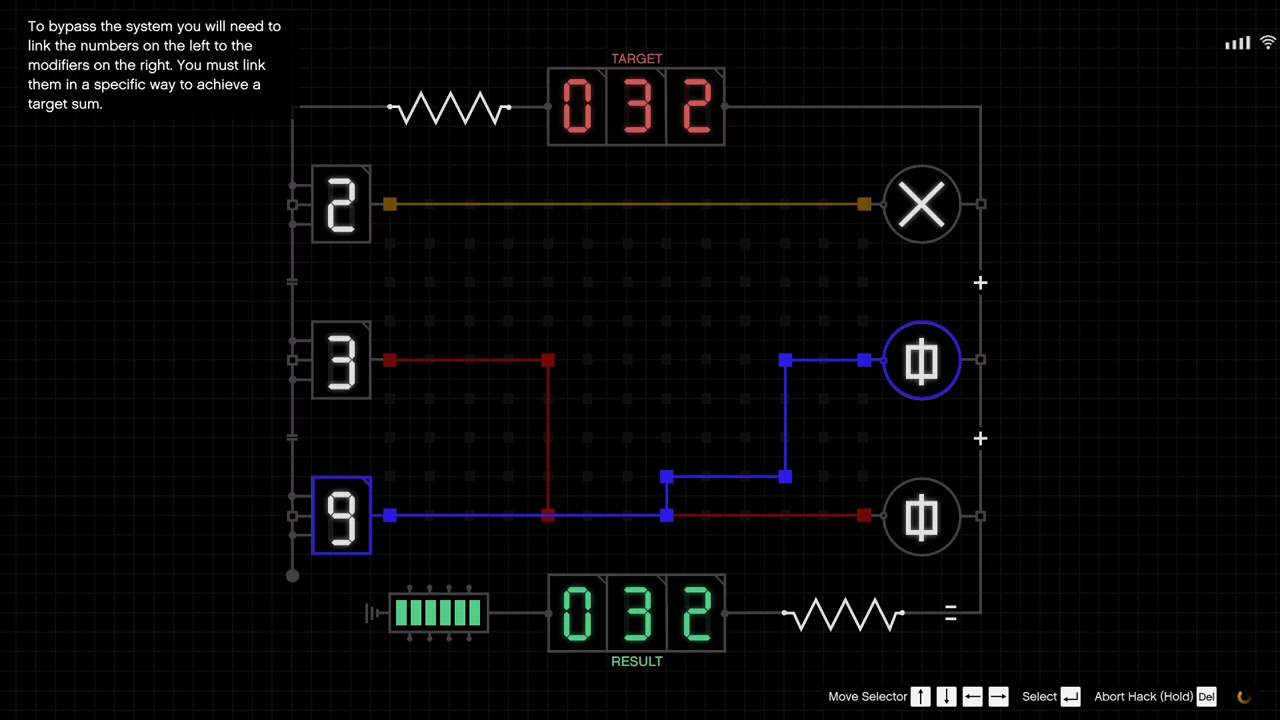 To bypass the system you will need to
link the numbers on the left to the
modifiers on the right. You must link
them in a specific way to achieve a
target sum.
TARGET
032
2
3
+
9
+
032
=
RESULT
Move Selector ↑ ↓ ← → Select ↵ Abort Hack (Hold) Del